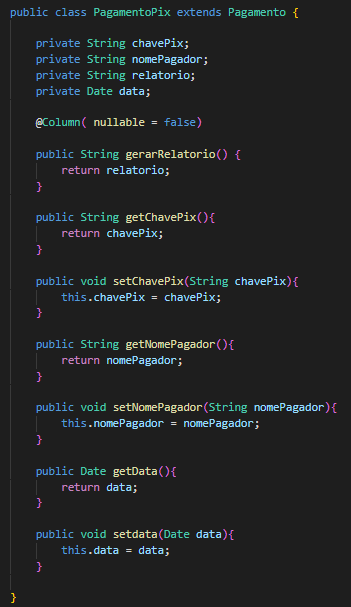 public class PagamentoPix extends Pagamento {
private String chavePix;
private String nomePagador;
private String relatorio;
private Date data;
@Column( nullable = false)
public String gerarRelatorio() {
return relatorio;
}
public String getChavePix(){
return chavePix;
}
public void setChavePix(String chavePix){
this.chavePix = chavePix;
}
public String getNomePagador(){
return nomePagador;
}
public void setNomePagador(String nomePagador){
this.nomePagador = nomePagador;
}
public Date getData(){
return data;
}
public void setdata(Date data){
this.data = data;
}
}